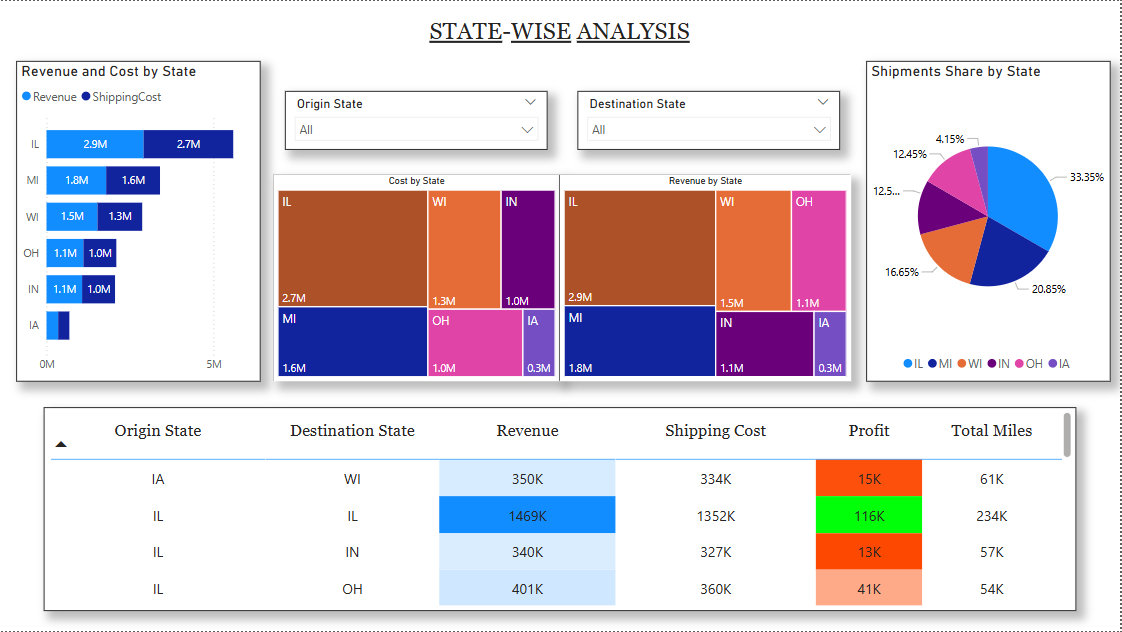 STATE-WISE ANALYSIS
Revenue and Cost by State
Revenue ShippingCost
IL 2.9M 2.7M
MI 1.8M 1.6M
WI 1.5M 1.3M
OH 1.1M 1.0M
IN 1.1M 1.0M
IA
0M 5M
Origin State
All
Destination State
All
Cost by State
IL
2.7M
WI
1.3M
IN
1.0M
MI
1.6M
OH
1.0M
IA
0.3M
Revenue by State
IL
2.9M
WI
1.5M
OH
1.1M
MI
1.8M
IN
1.1M
IA
0.3M
Shipments Share by State
4.15%
12.45%
33.35%
12.5...
16.65%
20.85%
IL MI WI IN OH IA
Origin State Destination State Revenue Shipping Cost Profit Total Miles
IA WI 350K 334K 15K 61K
IL IL 1469K 1352K 116K 234K
IL IN 340K 327K 13K 57K
IL OH 401K 360K 41K 54K